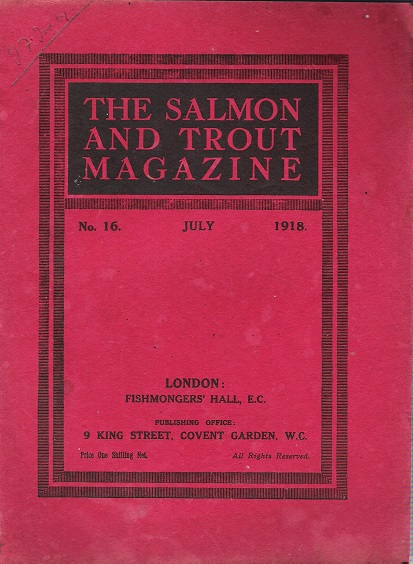 THE SALMON
AND TROUT
MAGAZINE
No. 16. JULY 1918.
LONDON:
FISHMONGERS' HALL, E.C.
PUBLISHING OFFICE:
9 KING STREET, COVENT GARDEN, W.C.
Price One Shilling Net. All Rights Reserved.